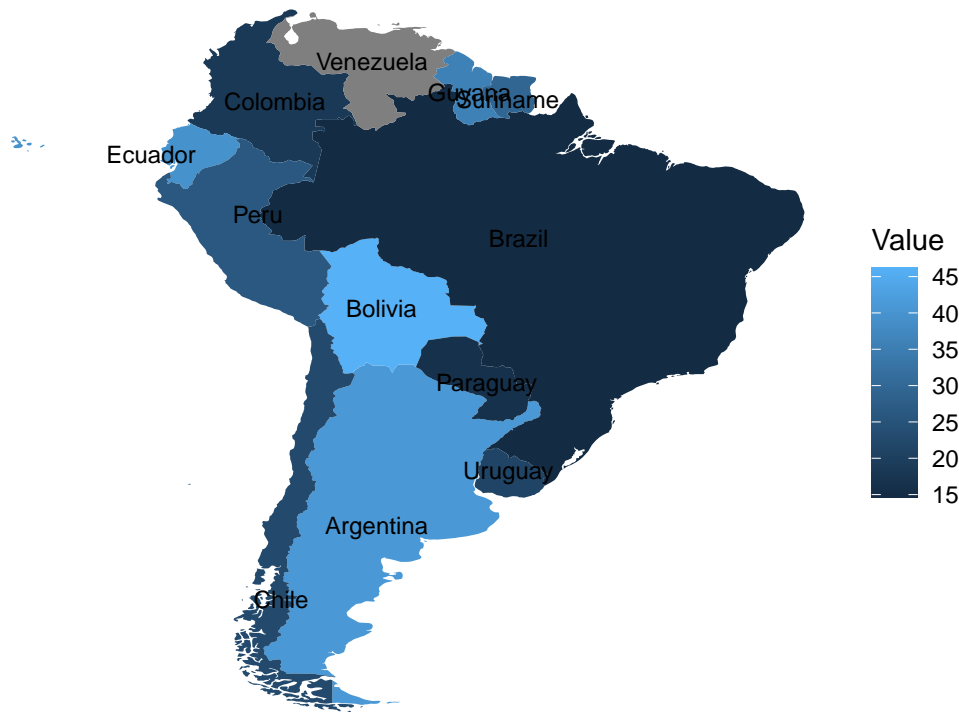 Venezuela
Guyana
Suriname
Colombia
Ecuador
Peru
Brazil
Bolivia
Paraguay
Uruguay
Argentina
Chile
Value
45
40
35
30
25
20
15